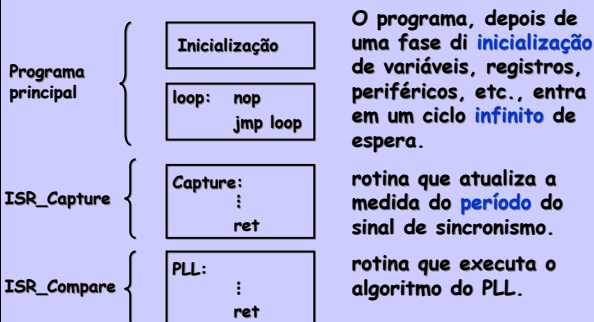 Programa
principal
Inicialização
loop: nop
jmp loop
O programa, depois de
uma fase di inicialização
de variáveis, registros,
periféricos, etc., entra
em um ciclo infinito de
espera.
ISR_Capture
Capture:
⋮
ret
rotina que atualiza a
medida do período do
sinal de sincronismo.
ISR_Compare
PLL:
⋮
ret
rotina que executa o
algoritmo do PLL.